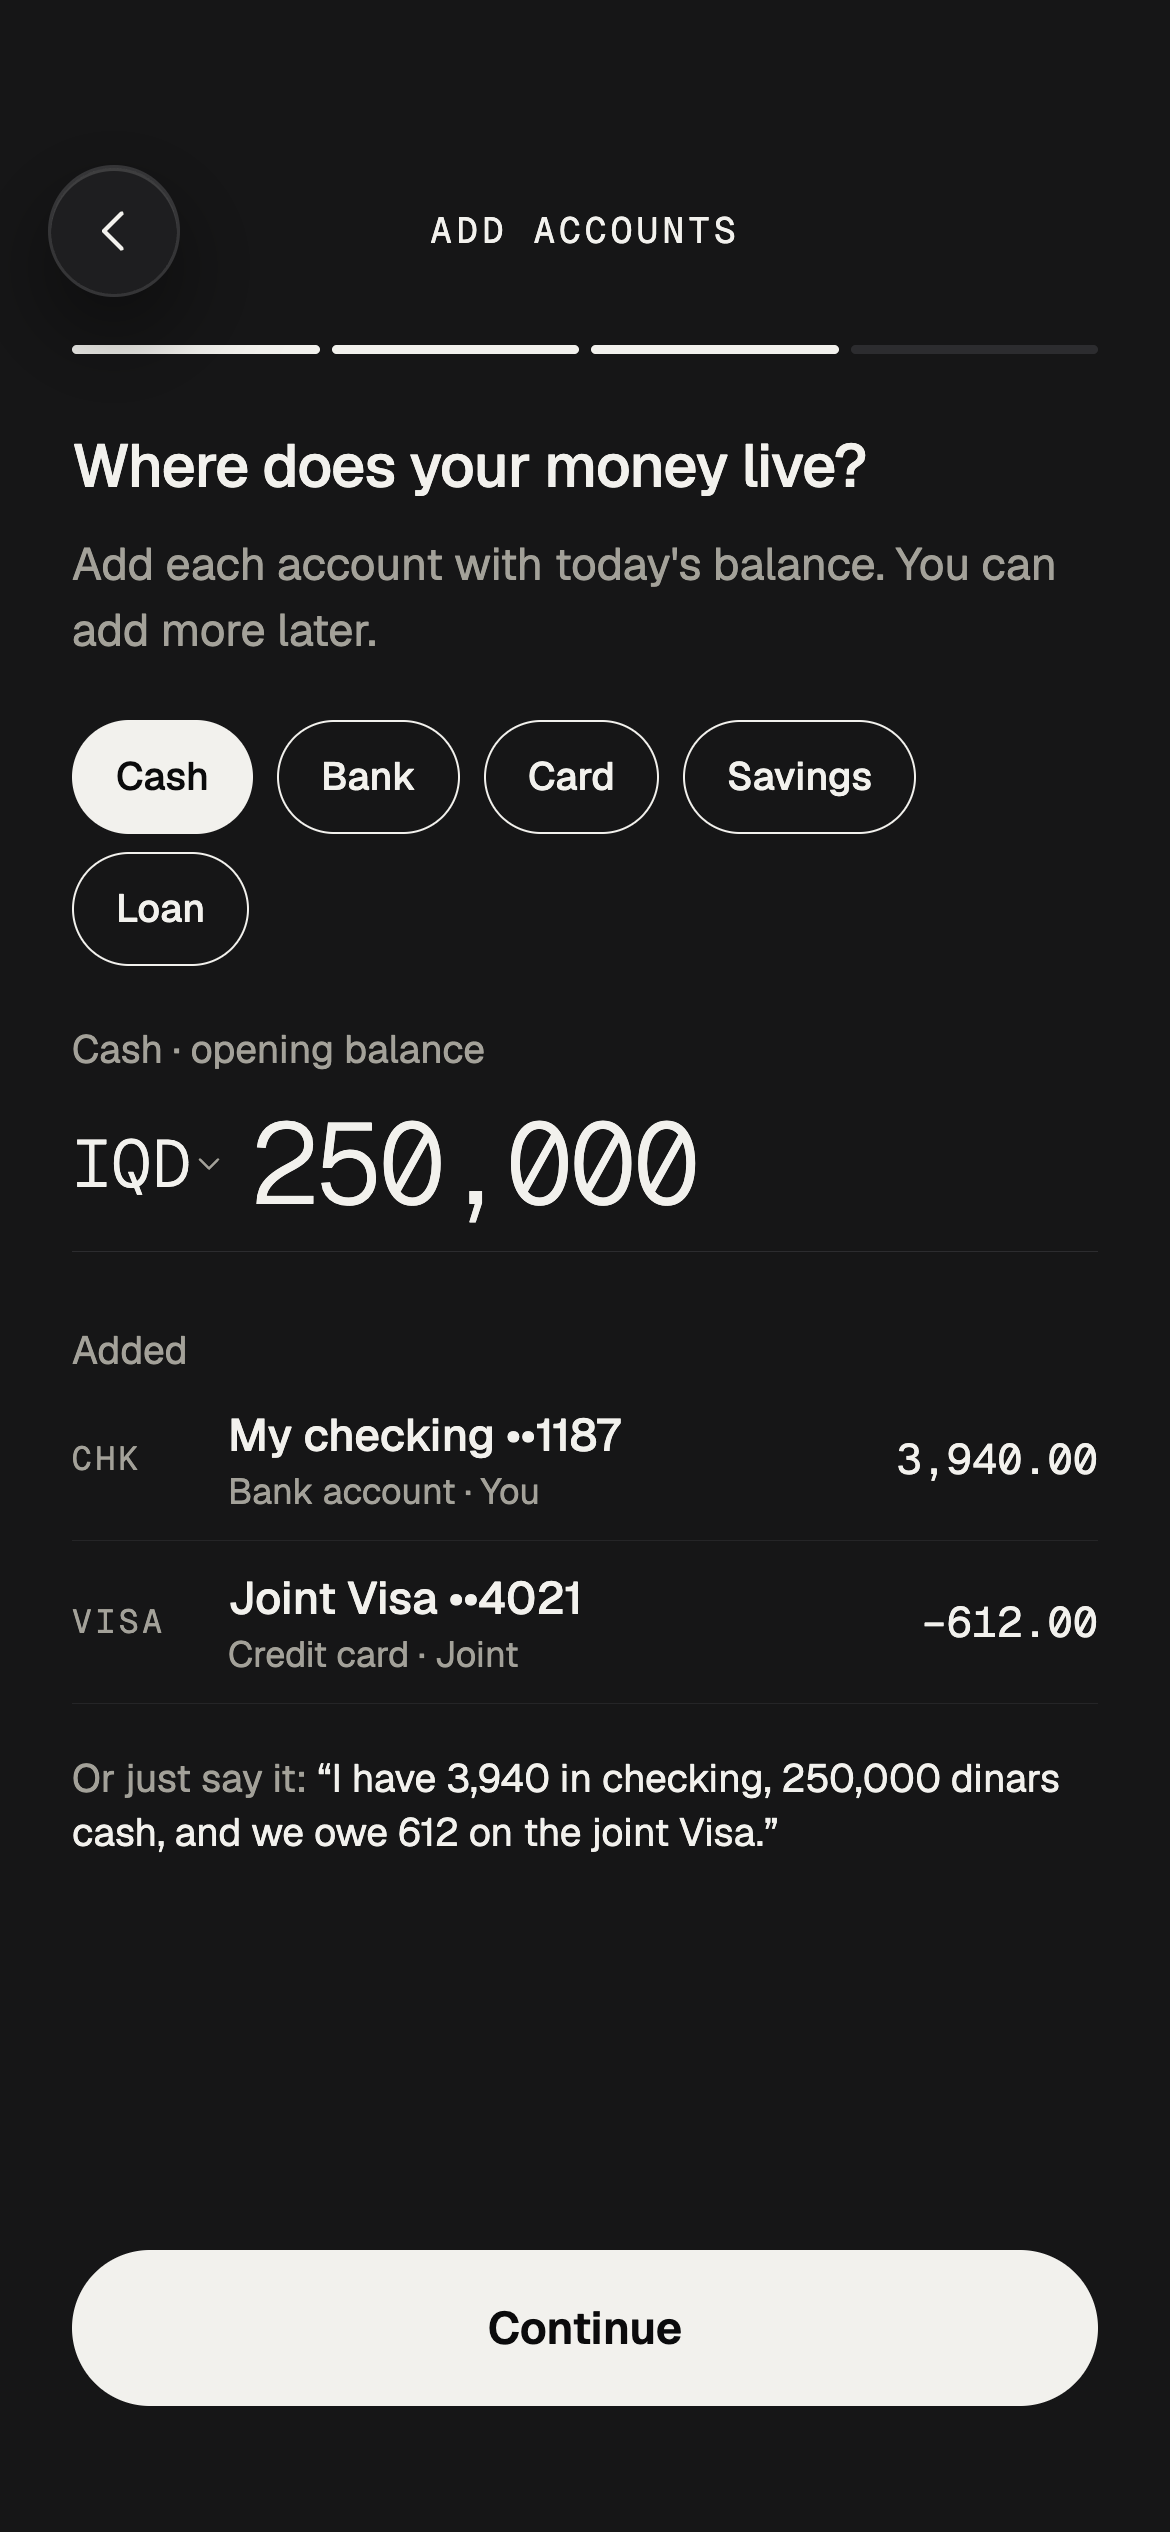 ADD ACCOUNTS
Where does your money live?
Add each account with today's balance. You can
add more later.
Cash Bank Card Savings
Loan
Cash · opening balance
IQD 250,000
Added
CHK My checking ••1187 3,940.00
Bank account · You
VISA Joint Visa ••4021 −612.00
Credit card · Joint
Or just say it: “I have 3,940 in checking, 250,000 dinars
cash, and we owe 612 on the joint Visa.”
Continue